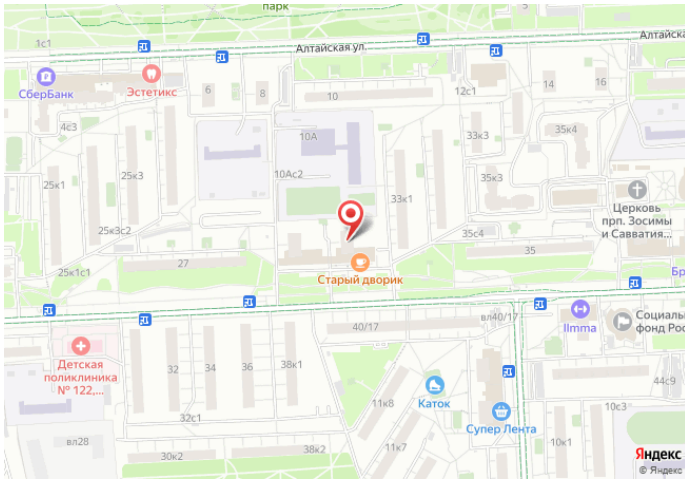 парк
1с1
Алтайская ул.
Алтайская
СберБанк
Эстетикс
6
8
10
12с1
14
16
4с3
10А
33к3
35к4
25к1
25к3
10Ас2
33к1
35к3
Церковь
прп. Зосимы
и Савватия...
25к3с2
35с4
35
25к1с1
27
Старый дворик
40/17
вл40/17
Ilmma
Социаль
фонд Рос
Детская
поликлиника
№ 122,...
32
34
36
38к1
44с9
Каток
11к8
32с1
Супер Лента
10с3
вл28
30к2
38к2
11к7
10к1
Яндекс
© Яндекс